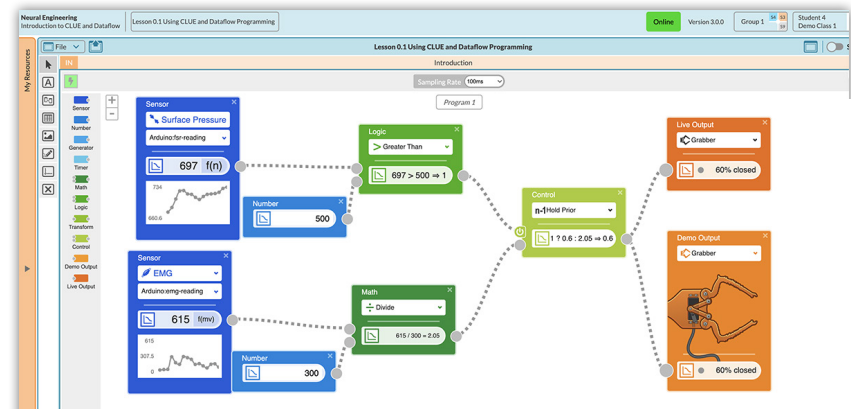 Neural Engineering
Introduction to CLUE and Dataflow
Lesson 0.1 Using CLUE and Dataflow Programming
Online
Version 3.0.0
Group 1
S4
S3
Student 4
Demo Class 1
My Resources
File
Lesson 0.1 Using CLUE and Dataflow Programming
IN
Introduction
Sampling Rate
100ms
Program 1
Sensor
Number
Generator
Timer
Math
Logic
Transform
Control
Demo Output
Live Output
Sensor
Surface Pressure
Arduino:fsr-reading
697 f(n)
734
660.6
Number
500
Logic
Greater Than
697 > 500 ⇒ 1
Sensor
EMG
Arduino:emg-reading
615 f(mv)
615
307.5
0
Number
300
Math
Divide
615 / 300 = 2.05
Control
n-1 Hold Prior
1 ? 0.6 : 2.05 ⇒ 0.6
Live Output
Grabber
60% closed
Demo Output
Grabber
60% closed